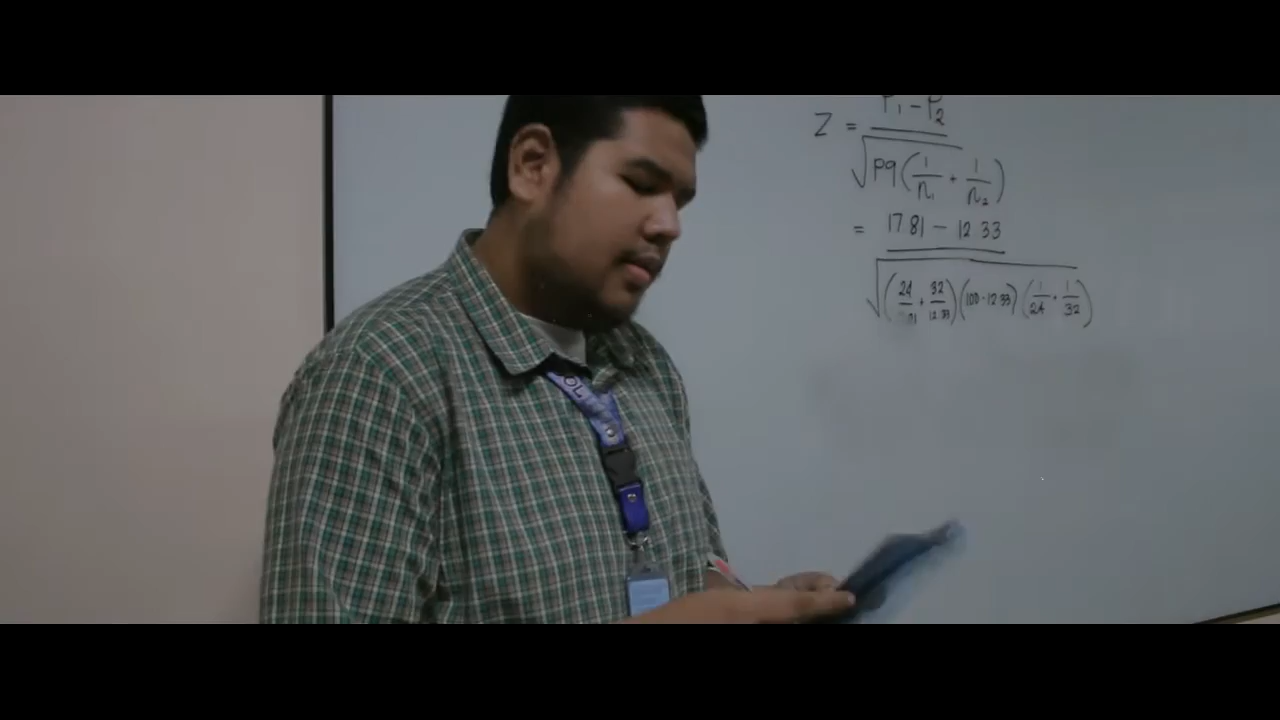 Z = P₁ - P₂
√pq(1/n₁ + 1/n₂)
= 17.81 - 12.33
√(24/ + 32/12.33)(100-12.33)(1/24 + 1/32)
OL